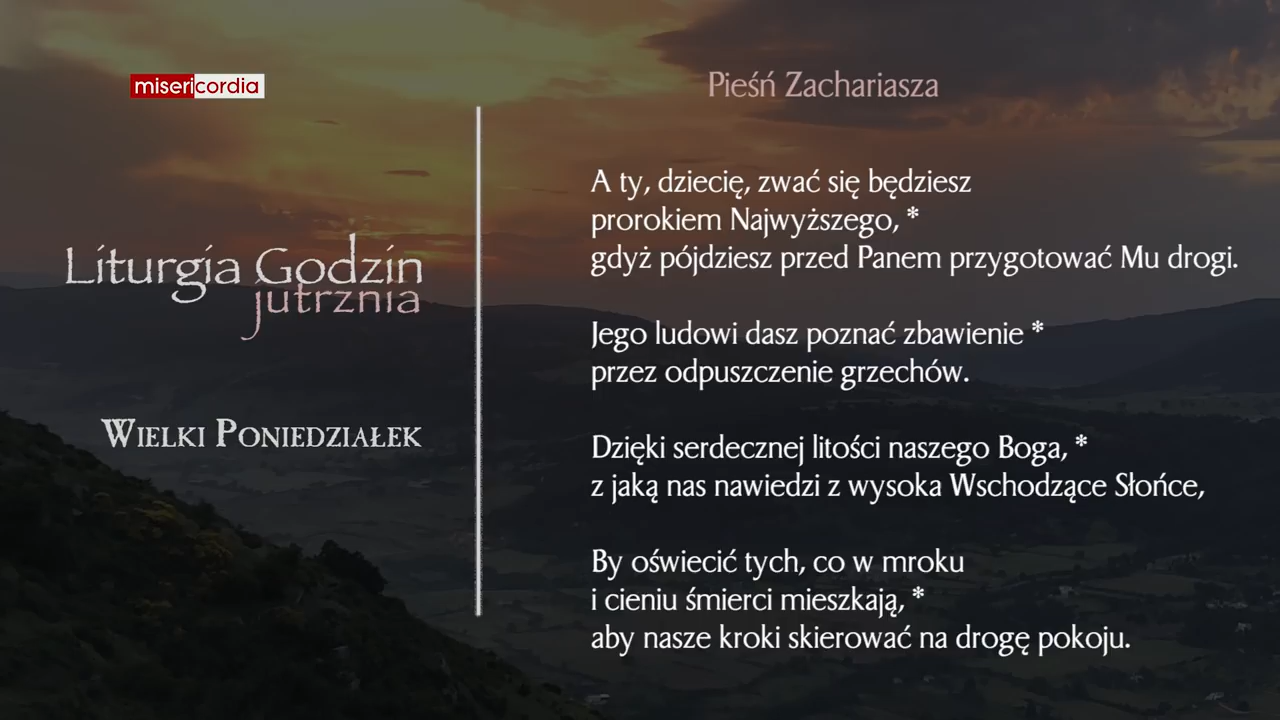 misericordia
Liturgia Godzin
jutrznia
Wielki Poniedziałek
Pieśń Zachariasza
A ty, dziecię, zwać się będziesz
prorokiem Najwyższego, *
gdyż pójdziesz przed Panem przygotować Mu drogi.
Jego ludowi dasz poznać zbawienie *
przez odpuszczenie grzechów.
Dzięki serdecznej litości naszego Boga, *
z jaką nas nawiedzi z wysoka Wschodzące Słońce,
By oświecić tych, co w mroku
i cieniu śmierci mieszkają, *
aby nasze kroki skierować na drogę pokoju.